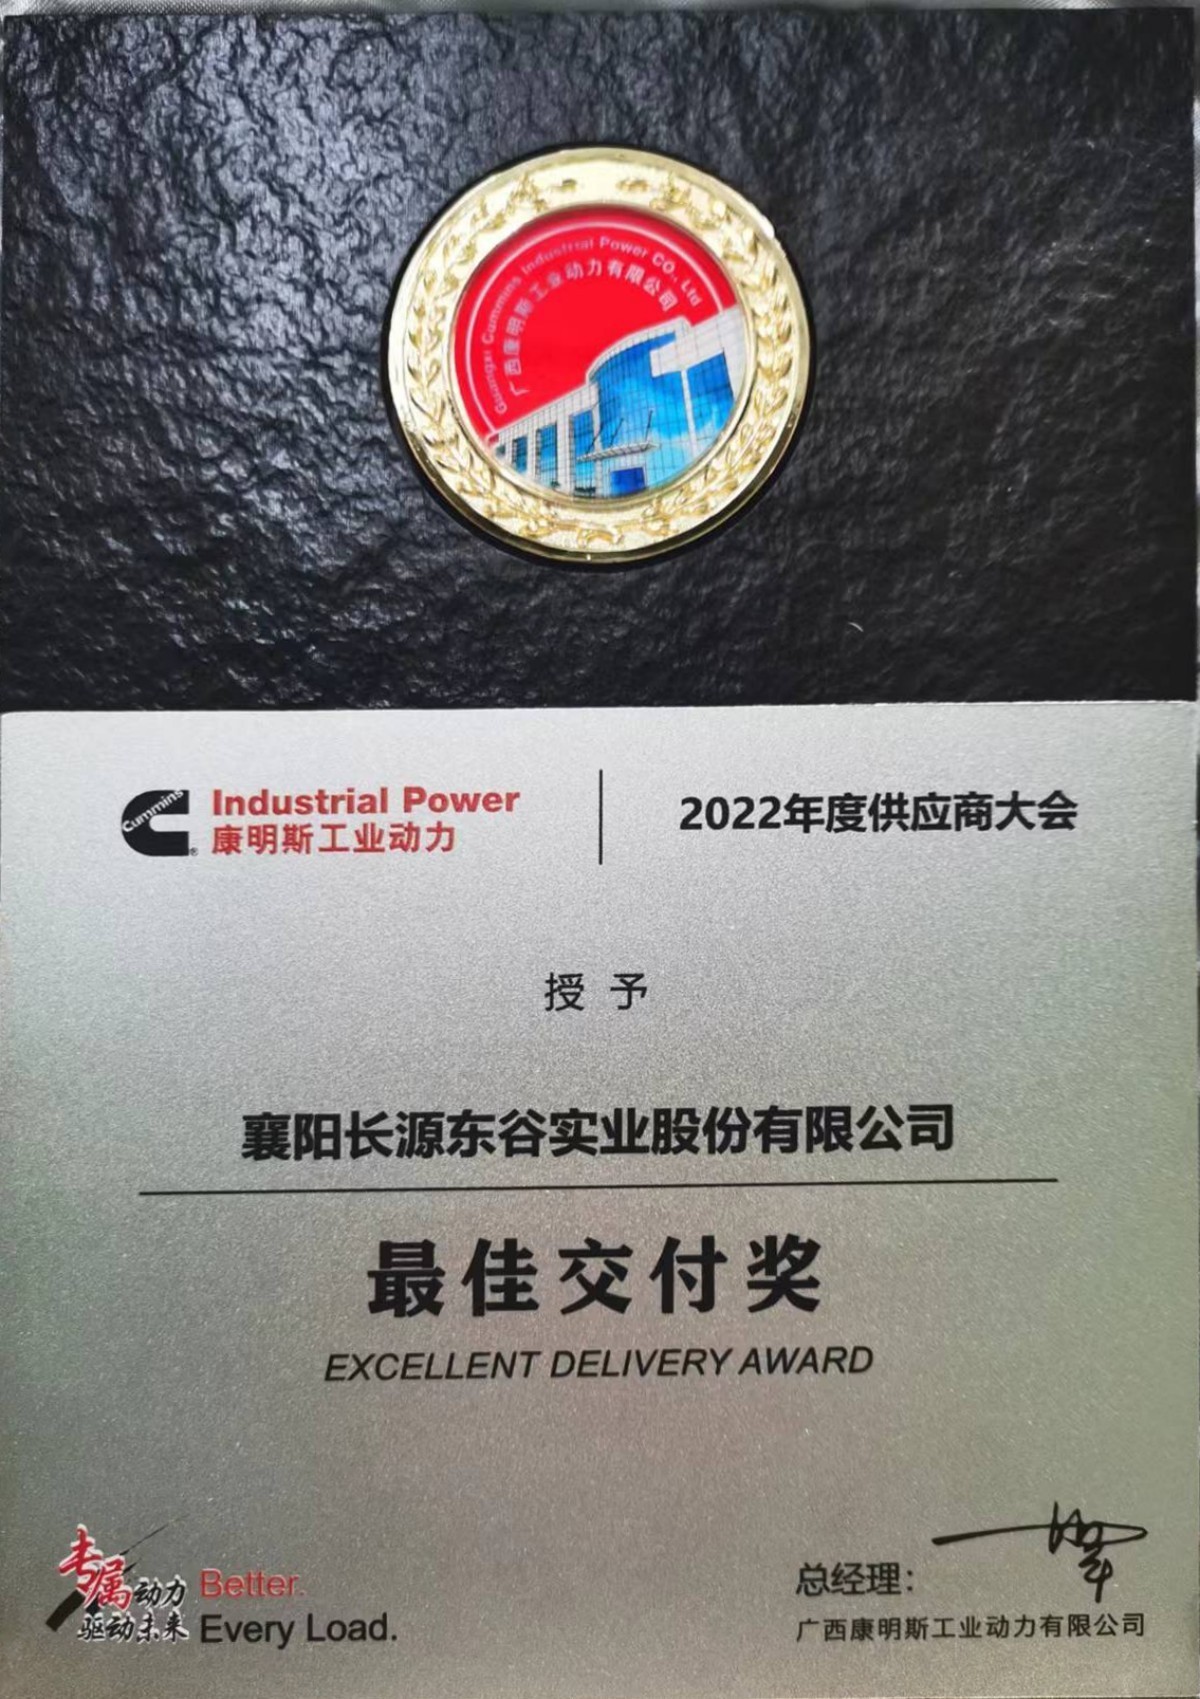 Guangxi Cummins Industrial Power CO., Ltd
广西康明斯工业动力有限公司
Cummins
Industrial Power
康明斯工业动力
2022年度供应商大会
授予
襄阳长源东谷实业股份有限公司
最佳交付奖
EXCELLENT DELIVERY AWARD
专属动力
驱动未来
Better.
Every Load.
总经理：
广西康明斯工业动力有限公司